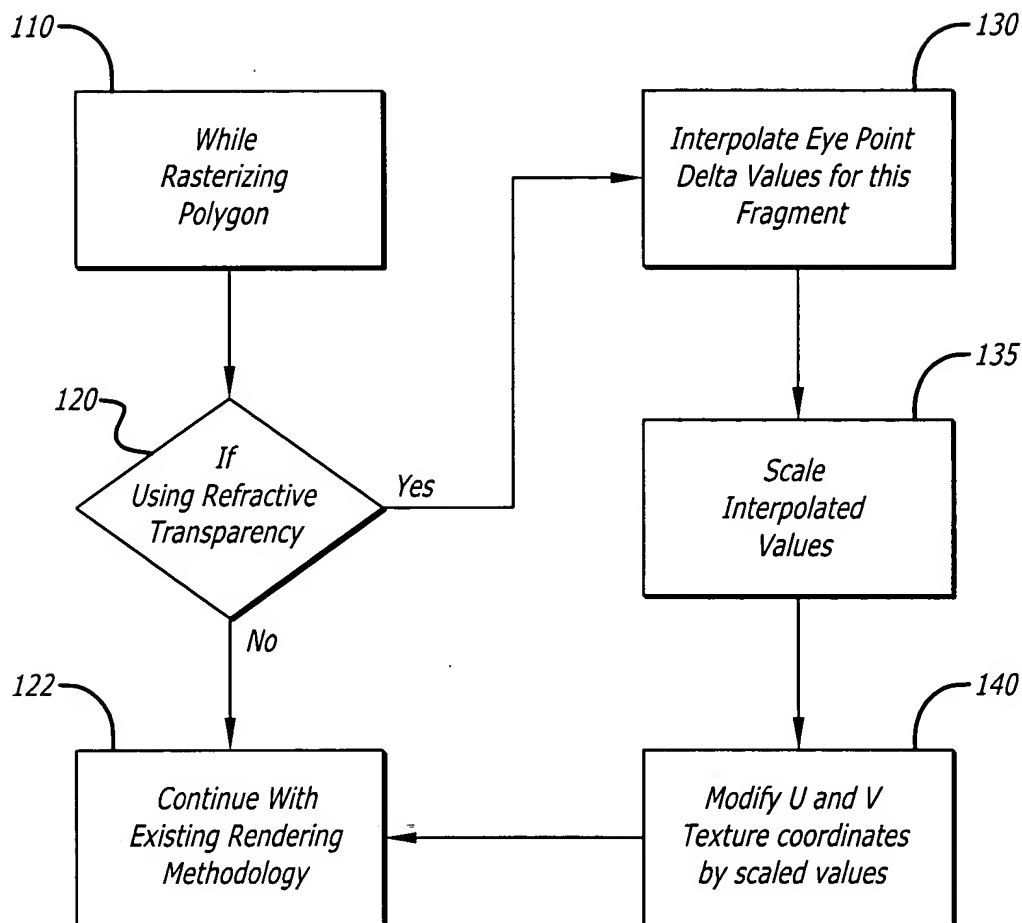 110
While
Rasterizing
Polygon
120
If
Using Refractive
Transparency
Yes
No
122
Continue With
Existing Rendering
Methodology
130
Interpolate Eye Point
Delta Values for this
Fragment
135
Scale
Interpolated
Values
140
Modify U and V
Texture coordinates
by scaled values